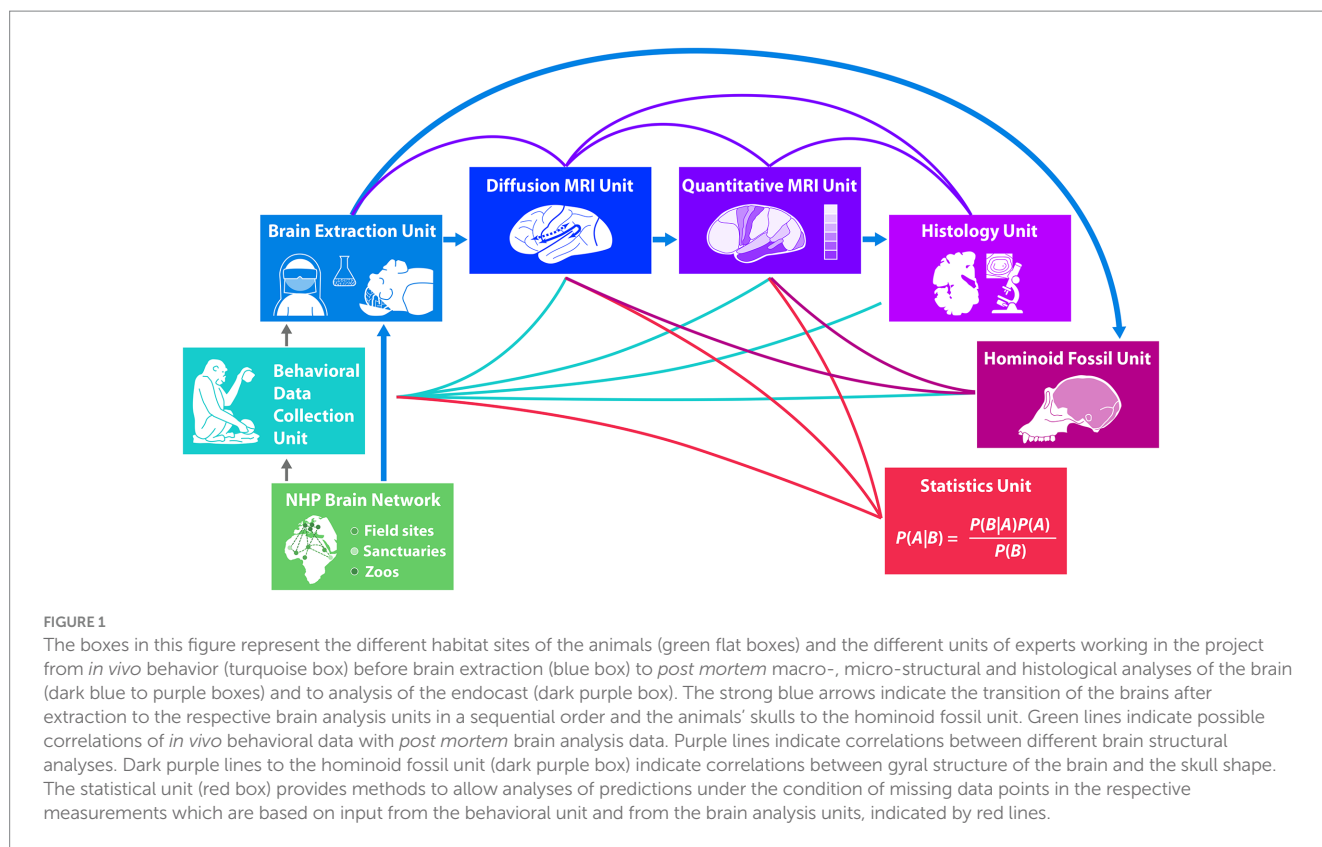 Diffusion MRI Unit
Quantitative MRI Unit
Brain Extraction Unit
Histology Unit
Behavioral
Data
Collection
Unit
Hominoid Fossil Unit
NHP Brain Network
Field sites
Sanctuaries
Zoos
Statistics Unit
P(A|B) = P(B|A)P(A)
P(B)
FIGURE 1
The boxes in this figure represent the different habitat sites of the animals (green flat boxes) and the different units of experts working in the project
from in vivo behavior (turquoise box) before brain extraction (blue box) to post mortem macro-, micro-structural and histological analyses of the brain
(dark blue to purple boxes) and to analysis of the endocast (dark purple box). The strong blue arrows indicate the transition of the brains after
extraction to the respective brain analysis units in a sequential order and the animals' skulls to the hominoid fossil unit. Green lines indicate possible
correlations of in vivo behavioral data with post mortem brain analysis data. Purple lines indicate correlations between different brain structural
analyses. Dark purple lines to the hominoid fossil unit (dark purple box) indicate correlations between gyral structure of the brain and the skull shape.
The statistical unit (red box) provides methods to allow analyses of predictions under the condition of missing data points in the respective
measurements which are based on input from the behavioral unit and from the brain analysis units, indicated by red lines.